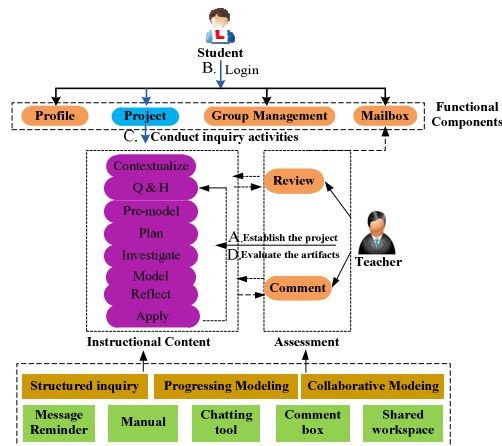 Student
B. Login
Profile
Project
Group Management
Mailbox
Functional
Components
C. Conduct inquiry activities
Contextualize
Q & H
Pre-model
Plan
Investigate
Model
Reflect
Apply
Review
A. Establish the project
D. Evaluate the artifacts
Comment
Teacher
Instructional Content
Assessment
Structured inquiry
Progressing Modeling
Collaborative Modeing
Message
Reminder
Manual
Chatting
tool
Comment
box
Shared
workspace